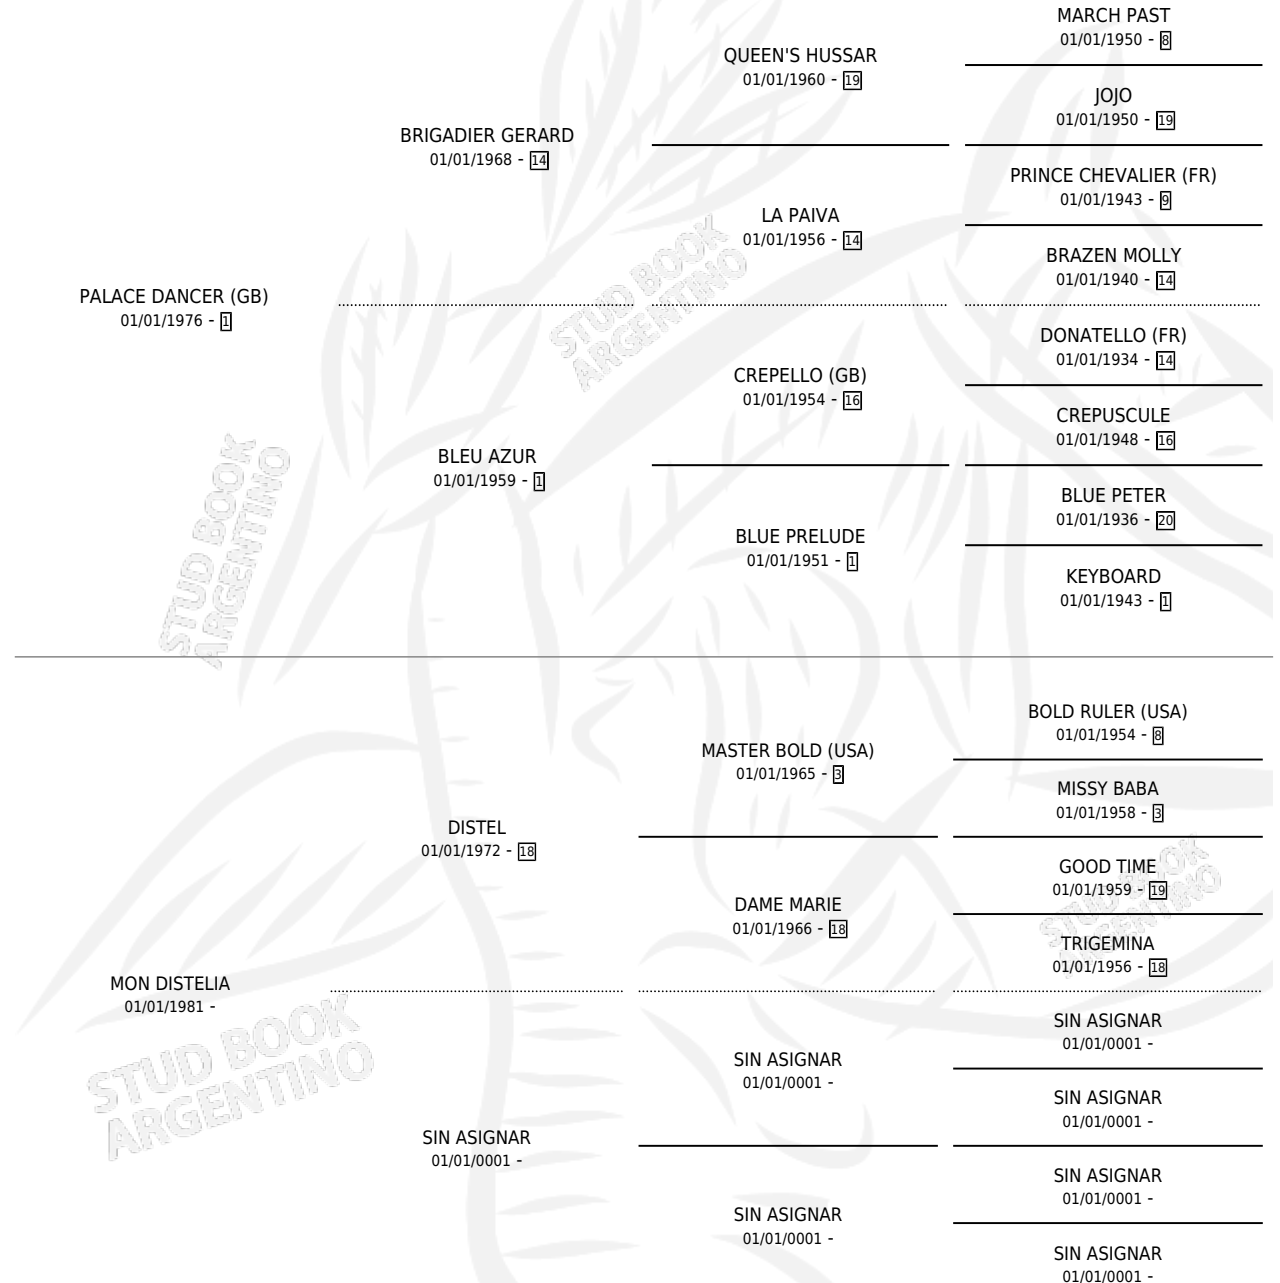 MARCH PAST
01/01/1950 - 8
QUEEN'S HUSSAR
01/01/1960 - 19
JOJO
01/01/1950 - 19
BRIGADIER GERARD
01/01/1968 - 14
PRINCE CHEVALIER (FR)
01/01/1943 - 9
LA PAIVA
01/01/1956 - 14
BRAZEN MOLLY
01/01/1940 - 14
PALACE DANCER (GB)
01/01/1976 - 1
DONATELLO (FR)
01/01/1934 - 14
CREPELLO (GB)
01/01/1954 - 16
CREPUSCULE
01/01/1948 - 16
BLEU AZUR
01/01/1959 - 1
BLUE PETER
01/01/1936 - 20
BLUE PRELUDE
01/01/1951 - 1
KEYBOARD
01/01/1943 - 1
BOLD RULER (USA)
01/01/1954 - 8
MASTER BOLD (USA)
01/01/1965 - 3
MISSY BABA
01/01/1958 - 3
DISTEL
01/01/1972 - 18
GOOD TIME
01/01/1959 - 19
DAME MARIE
01/01/1966 - 18
TRIGEMINA
01/01/1956 - 18
MON DISTELIA
01/01/1981 -
SIN ASIGNAR
01/01/0001 -
SIN ASIGNAR
01/01/0001 -
SIN ASIGNAR
01/01/0001 -
SIN ASIGNAR
01/01/0001 -
SIN ASIGNAR
01/01/0001 -
SIN ASIGNAR
01/01/0001 -
SIN ASIGNAR
01/01/0001 -
STUD BOOK
ARGENTINO
STUD BOOK
ARGENTINO
STUD BOOK
ARGENTINO
STUD BOOK
ARGENTINO